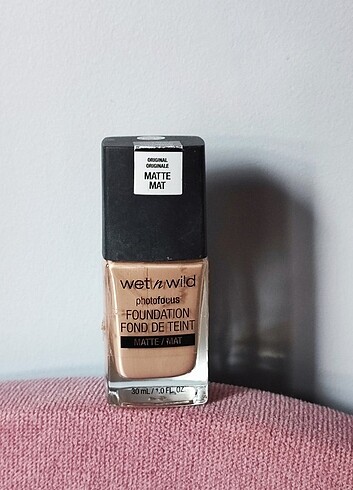 ORIGINAL
ORIGINALE
MATTE
MAT
wet n wild
photofocus
FOUNDATION
FOND DE TEINT
MATTE / MAT
30 mL / 1.0 FL. OZ.